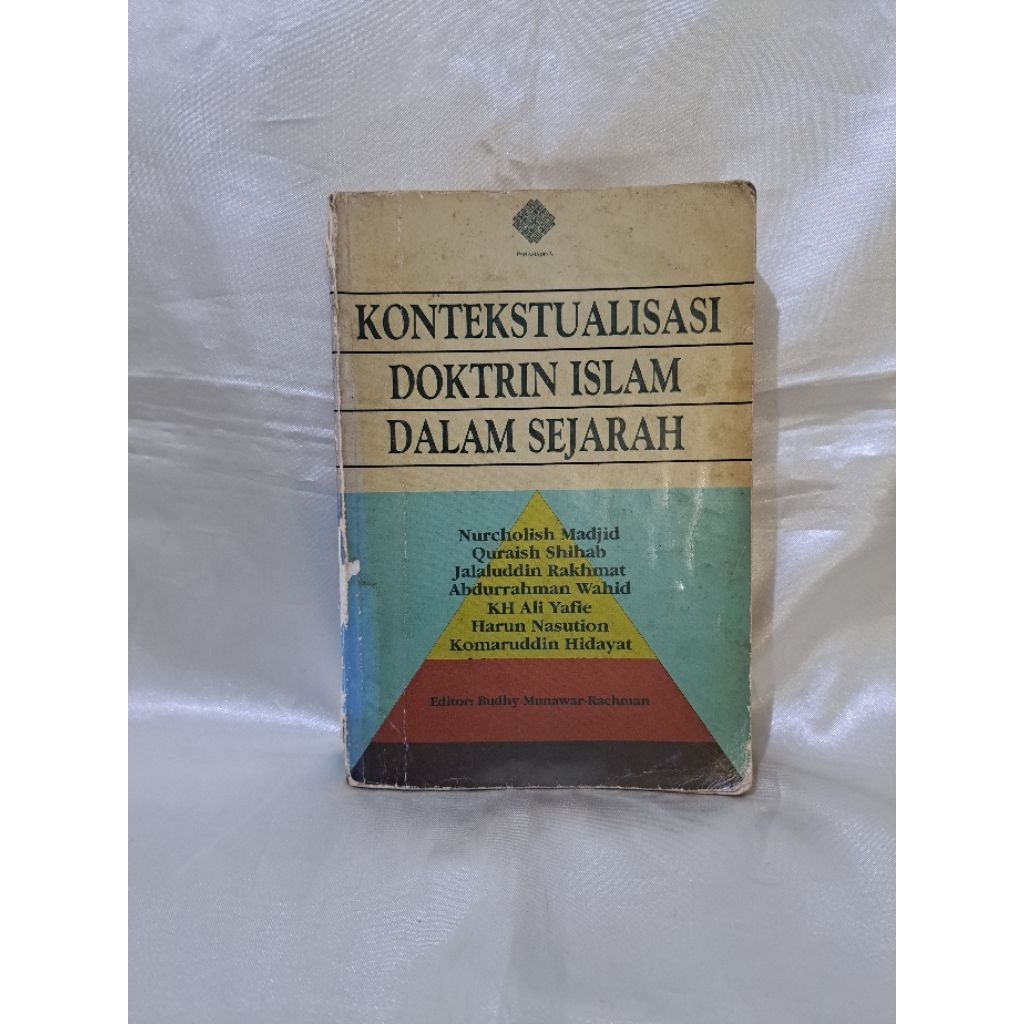 PARAMADINA
KONTEKSTUALISASI
DOKTRIN ISLAM
DALAM SEJARAH
Nurcholish Madjid
Quraish Shihab
Jalaluddin Rakhmat
Abdurrahman Wahid
KH Ali Yafie
Harun Nasution
Komaruddin Hidayat
Editor: Budhy Munawar-Rachman